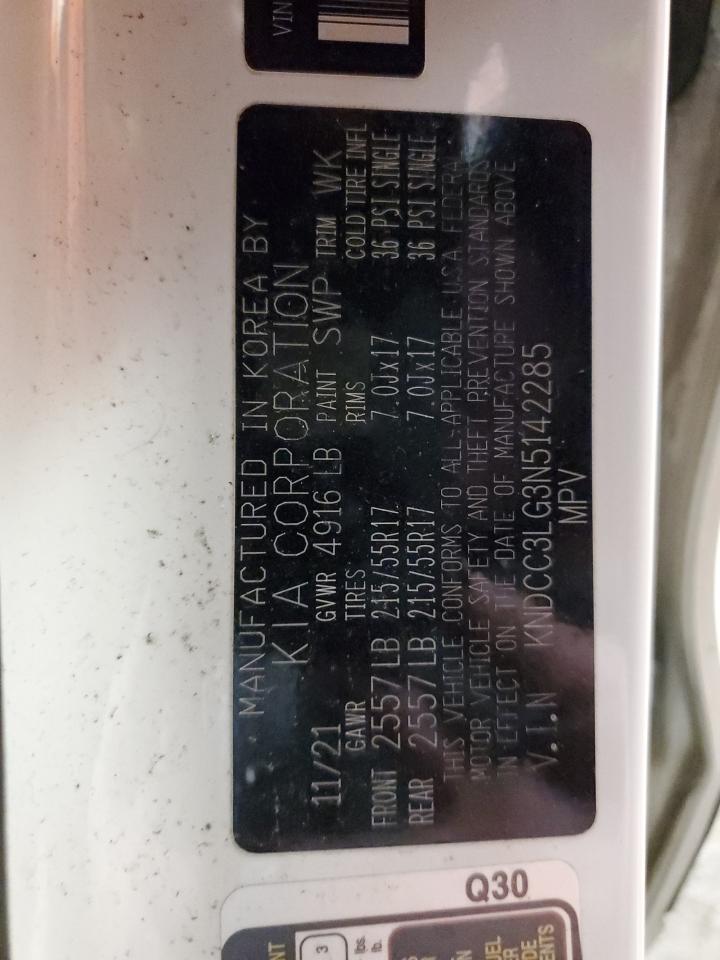 VIN
MANUFACTURED IN KOREA BY
KIA CORPORATION
11/21 GVWR 4916 LB PAINT SWP TRIM WK
GAWR TIRES RIMS COLD TIRE INFL
FRONT 2557 LB 215/55R17 7.0Jx17 36 PSI SINGLE
REAR 2557 LB 215/55R17 7.0Jx17 36 PSI SINGLE
THIS VEHICLE CONFORMS TO ALL APPLICABLE U.S.A. FEDERAL
MOTOR VEHICLE SAFETY AND THEFT PREVENTION STANDARDS
IN EFFECT ON THE DATE OF MANUFACTURE SHOWN ABOVE
V.I.N KNDCC3LG3N5142285
MPV
Q30
3
lbs.
lb.